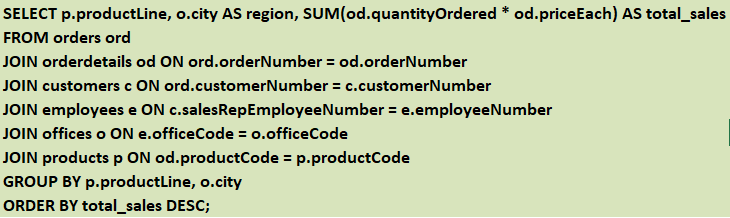 SELECT p.productLine, o.city AS region, SUM(od.quantityOrdered * od.priceEach) AS total_sales
FROM orders ord
JOIN orderdetails od ON ord.orderNumber = od.orderNumber
JOIN customers c ON ord.customerNumber = c.customerNumber
JOIN employees e ON c.salesRepEmployeeNumber = e.employeeNumber
JOIN offices o ON e.officeCode = o.officeCode
JOIN products p ON od.productCode = p.productCode
GROUP BY p.productLine, o.city
ORDER BY total_sales DESC;